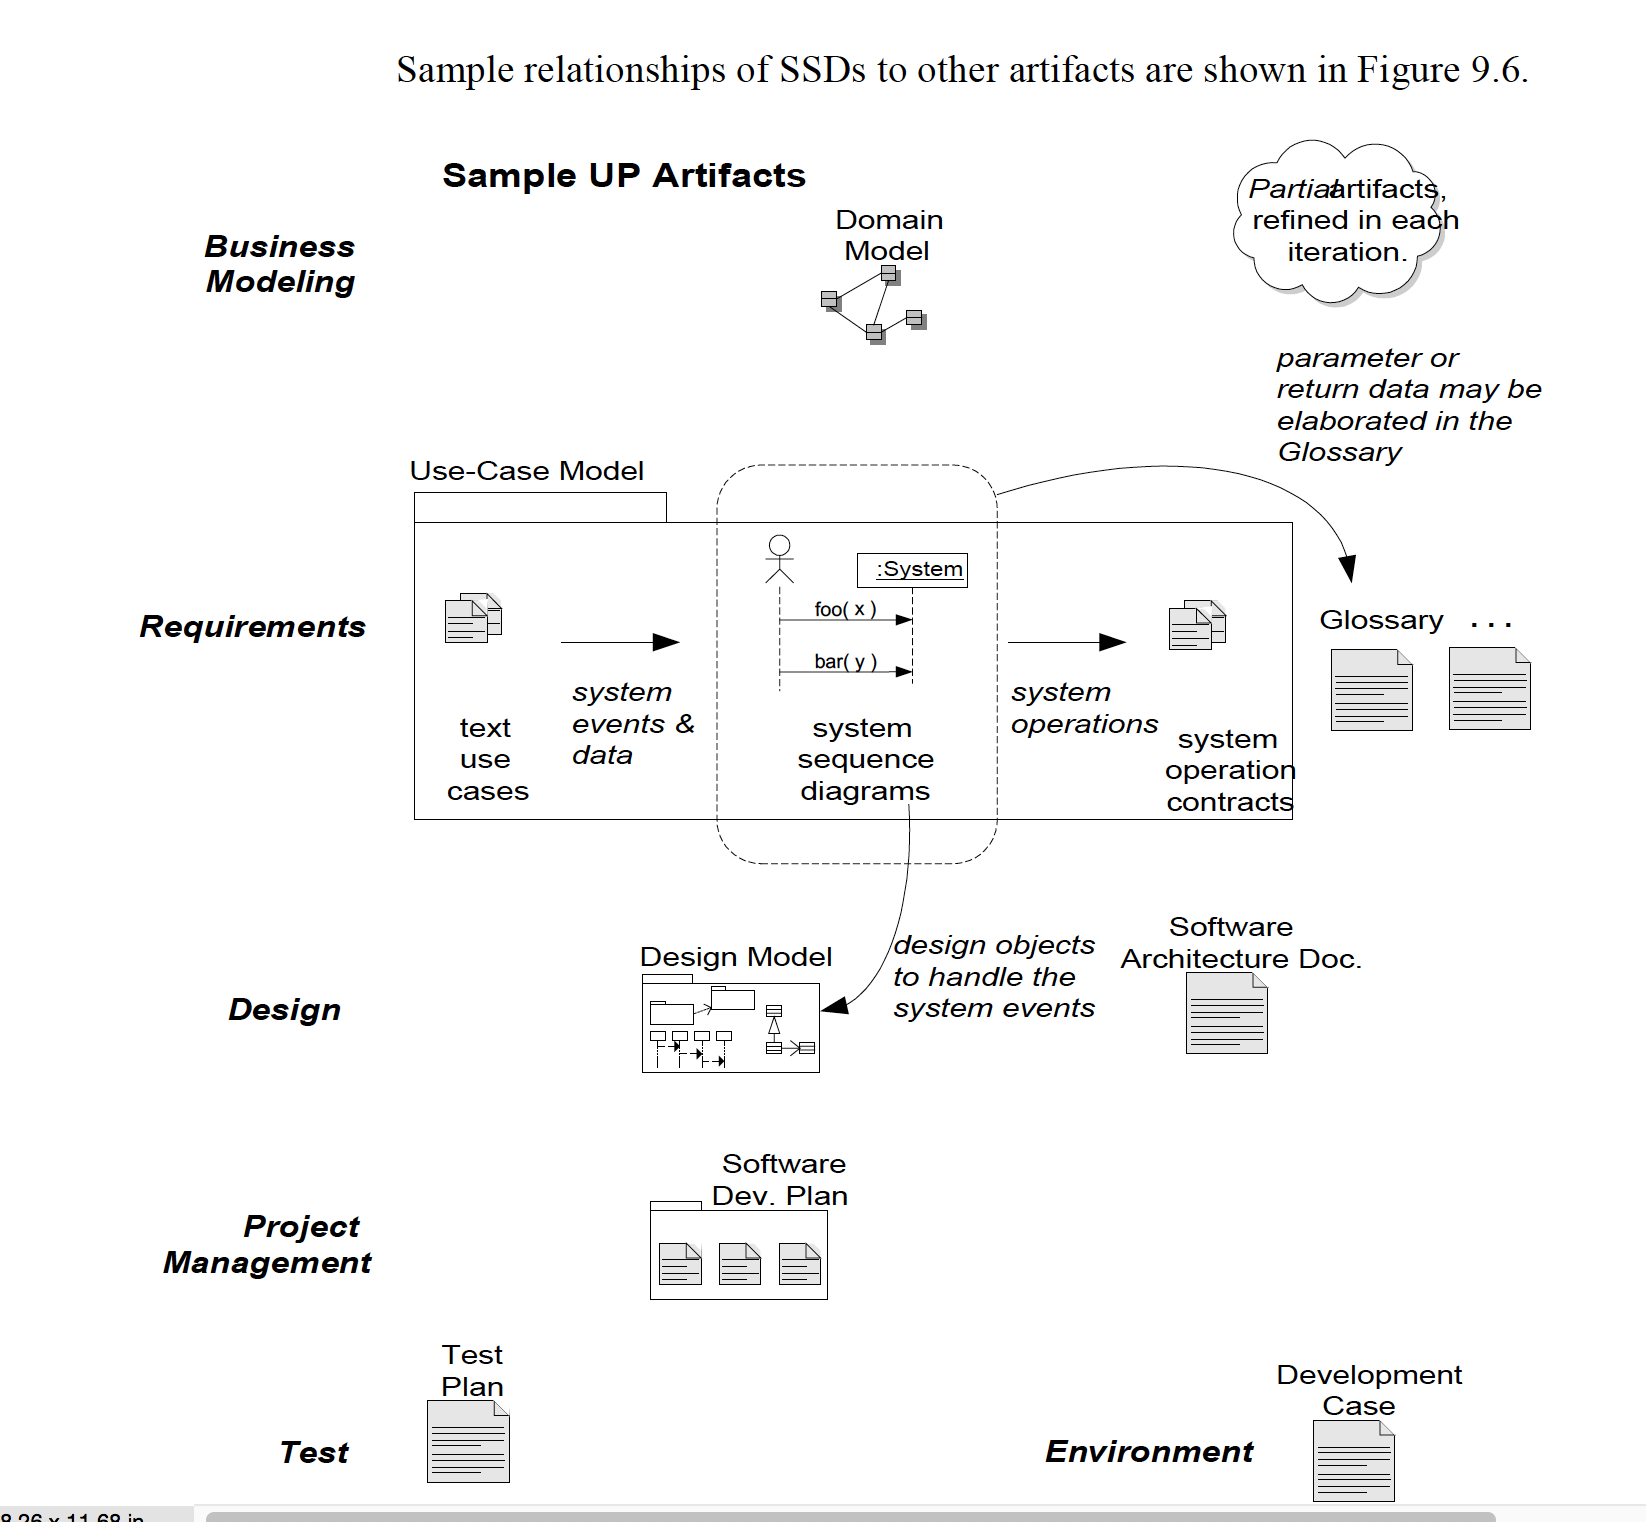 Sample relationships of SSDs to other artifacts are shown in Figure 9.6.
Sample UP Artifacts
Partial artifacts,
refined in each
iteration.
Domain
Model
Business
Modeling
parameter or
return data may be
elaborated in the
Glossary
Use-Case Model
:System
foo( x )
bar( y )
Requirements
text
use
cases
system
events &
data
system
sequence
diagrams
system
operations
system
operation
contracts
Glossary . . .
Design
Design Model
design objects
to handle the
system events
Software
Architecture Doc.
Project
Management
Software
Dev. Plan
Test
Test
Plan
Environment
Development
Case
8.26 x 11.68 in